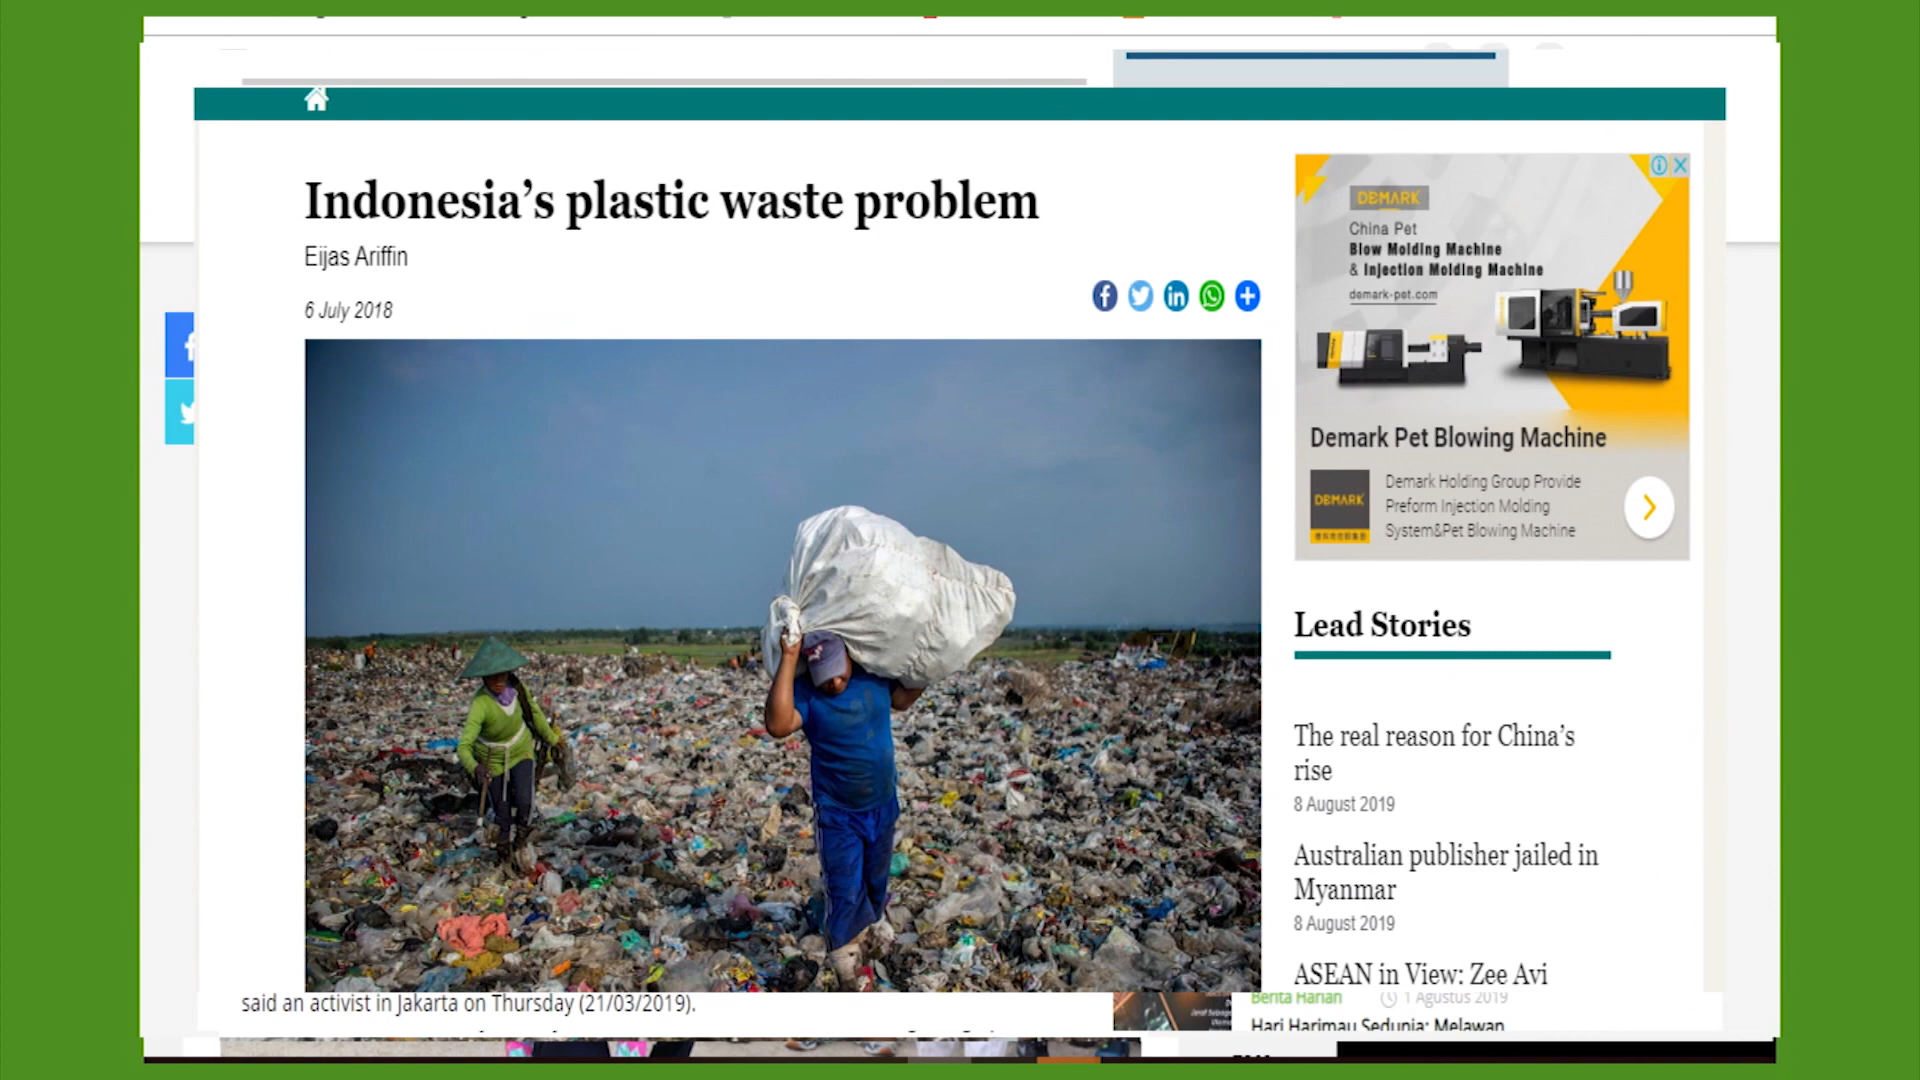 Indonesia’s plastic waste problem
Eijas Ariffin
6 July 2018
DEMARK
China Pet
Blow Molding Machine
& Injection Molding Machine
demark-pet.com
Demark Pet Blowing Machine
DEMARK
Demark Holding Group Provide
Preform Injection Molding
System&Pet Blowing Machine
Lead Stories
The real reason for China’s
rise
8 August 2019
Australian publisher jailed in
Myanmar
8 August 2019
ASEAN in View: Zee Avi
said an activist in Jakarta on Thursday (21/03/2019).
Berita Harian
1 Agustus 2019
Hari Harimau Sedunia: Melawan